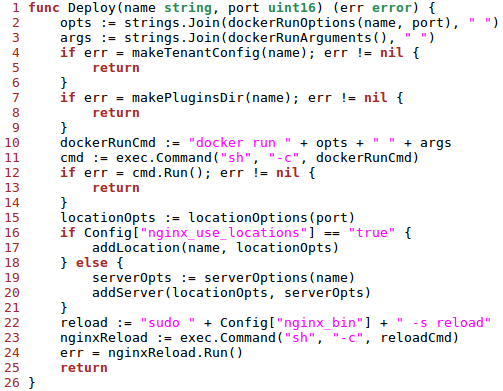 1 func Deploy(name string, port uint16) (err error) {
2     opts := strings.Join(dockerRunOptions(name, port), " ")
3     args := strings.Join(dockerRunArguments(), " ")
4     if err = makeTenantConfig(name); err != nil {
5         return
6     }
7     if err = makePluginsDir(name); err != nil {
8         return
9     }
10     dockerRunCmd := "docker run " + opts + " " + args
11     cmd := exec.Command("sh", "-c", dockerRunCmd)
12     if err = cmd.Run(); err != nil {
13         return
14     }
15     locationOpts := locationOptions(port)
16     if Config["nginx_use_locations"] == "true" {
17         addLocation(name, locationOpts)
18     } else {
19         serverOpts := serverOptions(name)
20         addServer(locationOpts, serverOpts)
21     }
22     reload := "sudo " + Config["nginx_bin"] + " -s reload"
23     nginxReload := exec.Command("sh", "-c", reloadCmd)
24     err = nginxReload.Run()
25     return
26 }